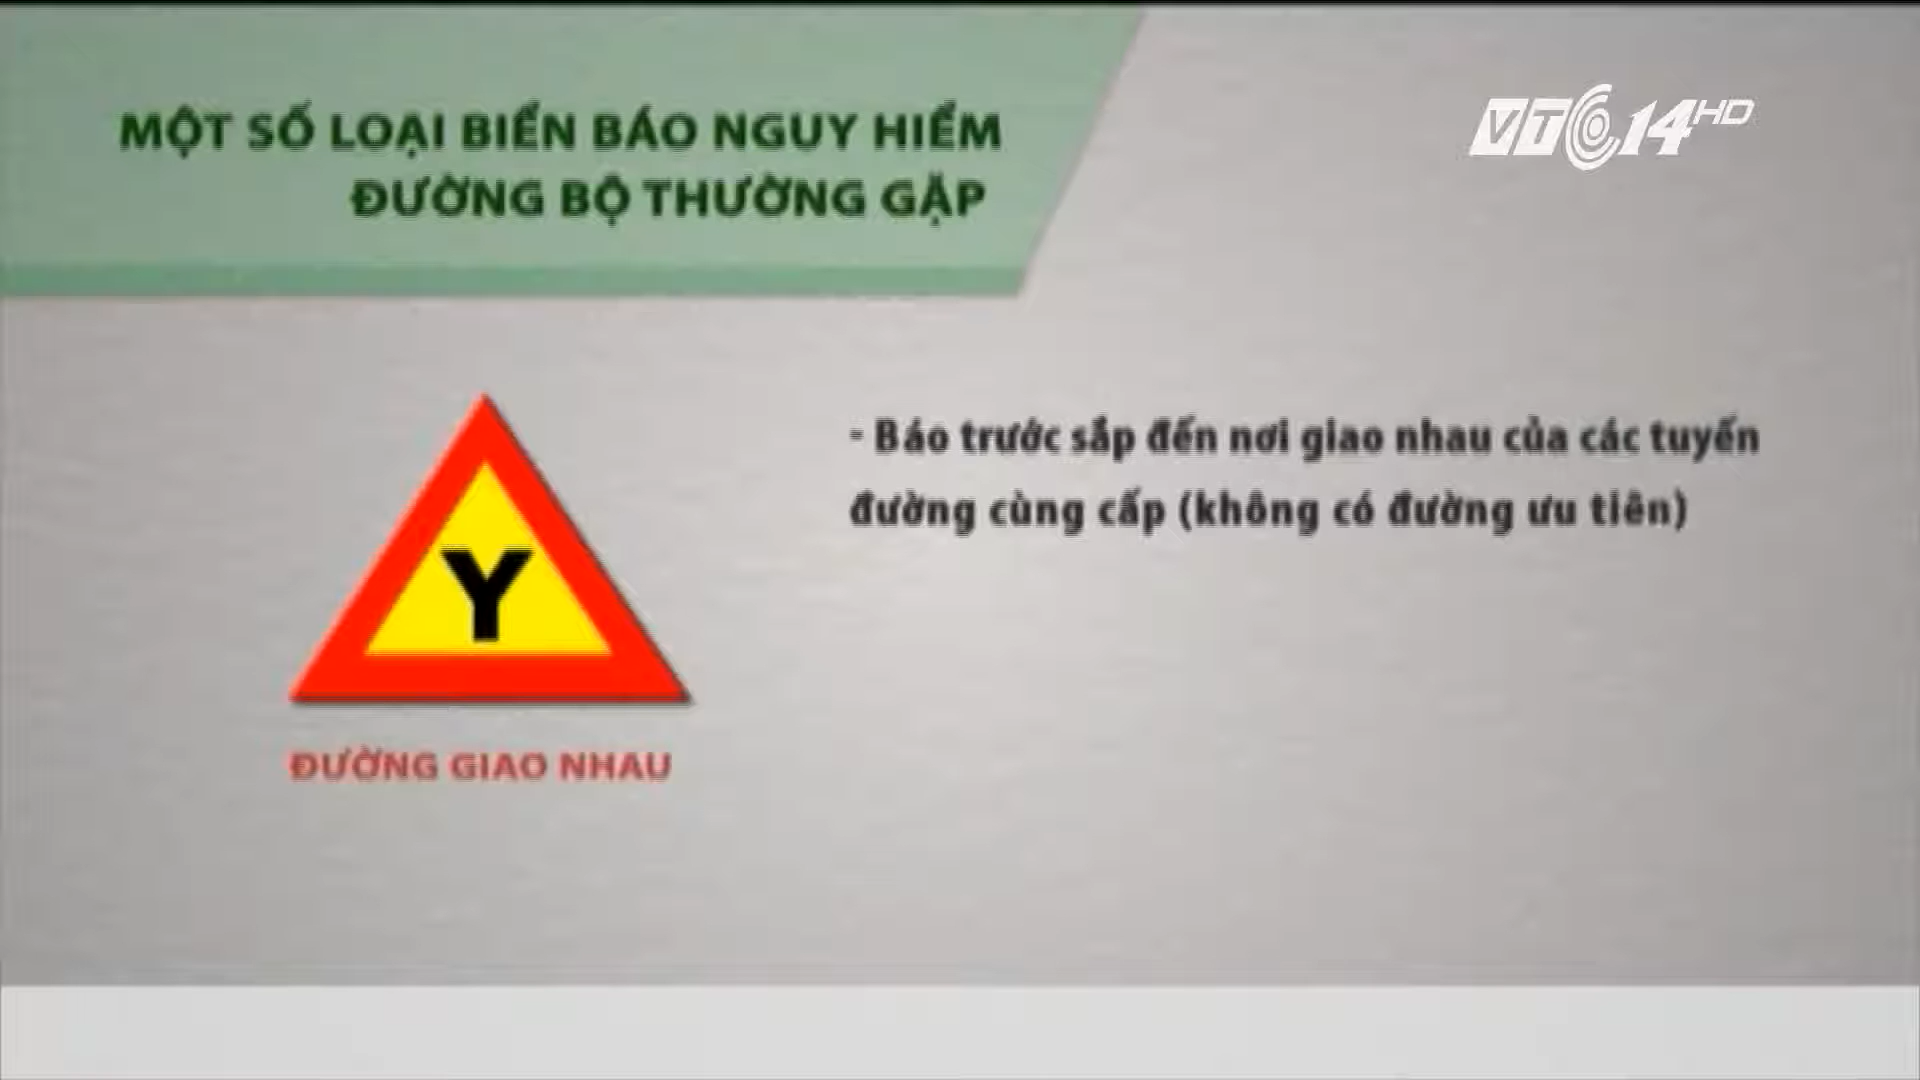 MỘT SỐ LOẠI BIỂN BÁO NGUY HIỂM
ĐƯỜNG BỘ THƯỜNG GẶP
VTC14HD
- Báo trước sắp đến nơi giao nhau của các tuyến
đường cùng cấp (không có đường ưu tiên)
Y
ĐƯỜNG GIAO NHAU